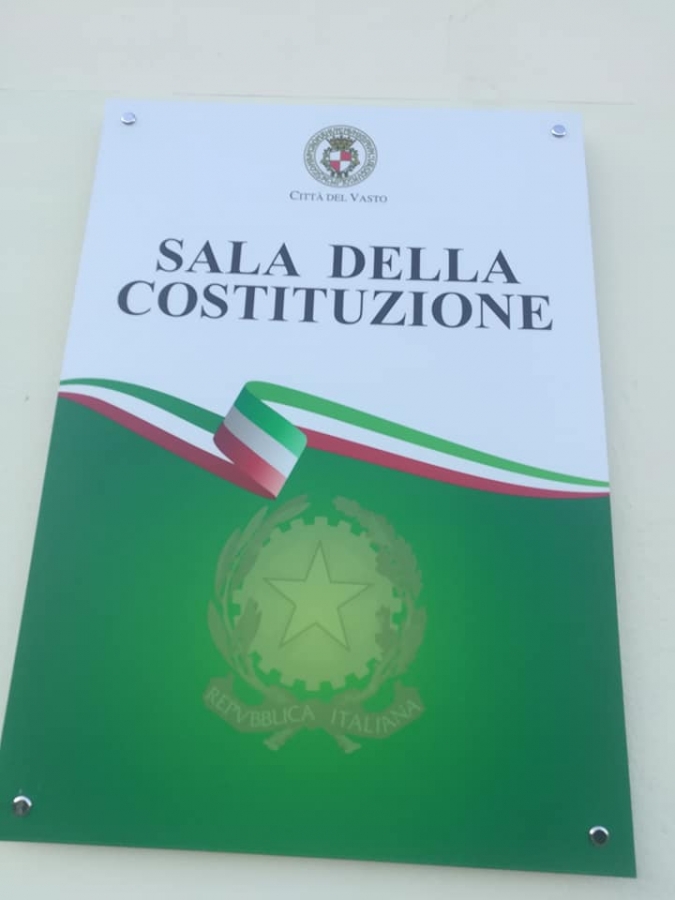 CITTÀ DEL VASTO
SALA DELLA
COSTITUZIONE
REPVBBLICA ITALIANA